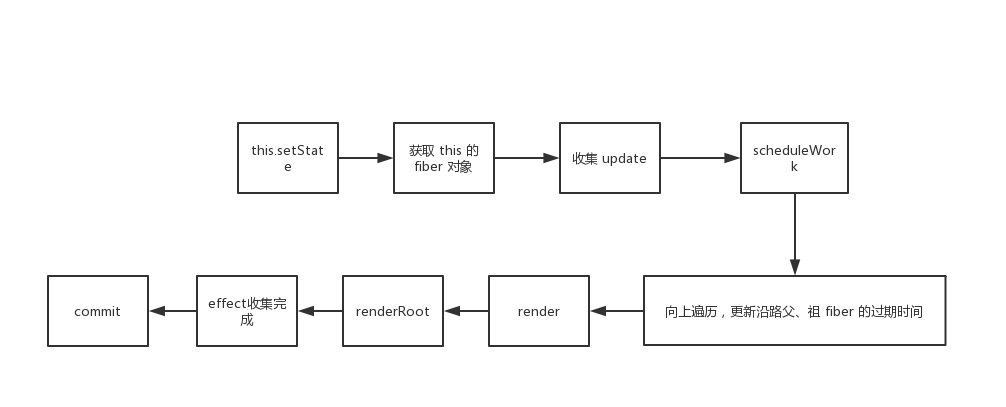 this.setStat
e
获取 this 的
fiber 对象
收集 update
scheduleWor
k
commit
effect收集完
成
renderRoot
render
向上遍历，更新沿路父、祖 fiber 的过期时间